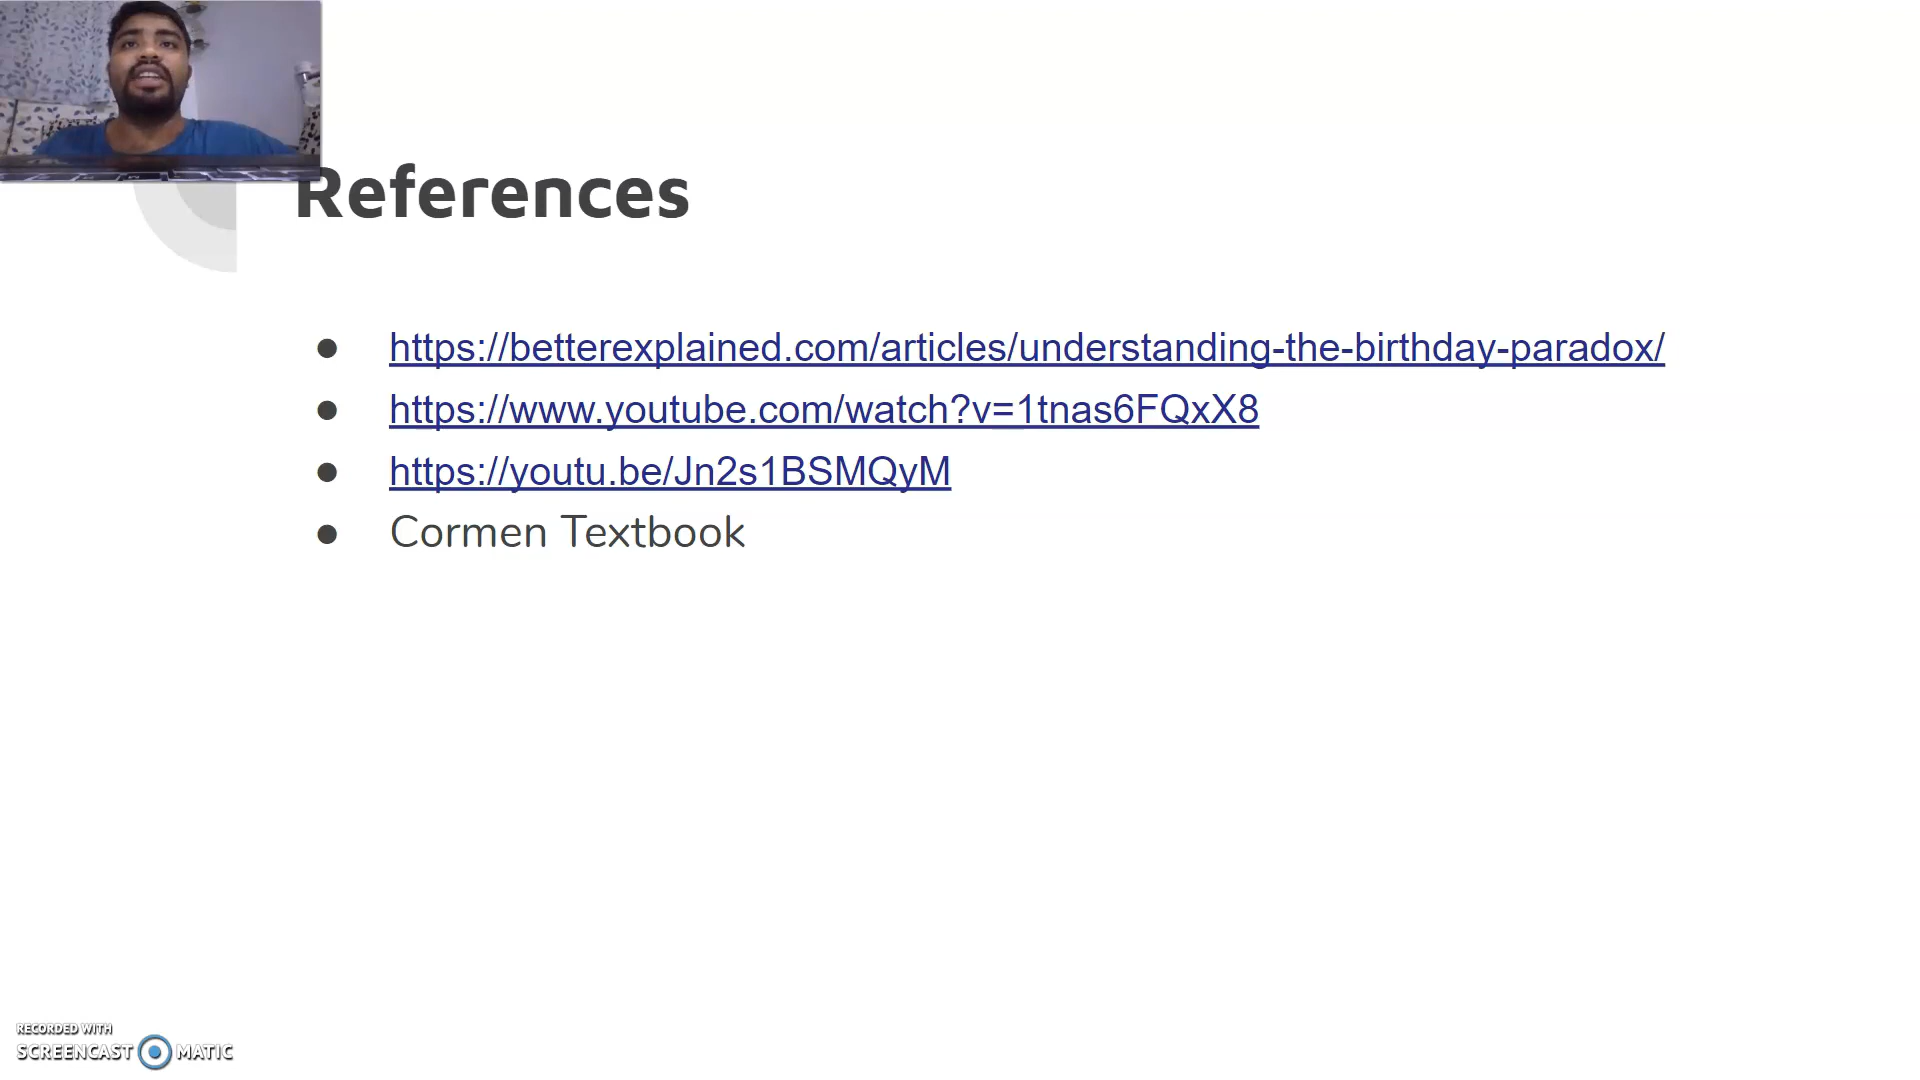 References
● https://betterexplained.com/articles/understanding-the-birthday-paradox/
● https://www.youtube.com/watch?v=1tnas6FQxX8
● https://youtu.be/Jn2s1BSMQyM
● Cormen Textbook
RECORDED WITH
SCREENCAST MATIC